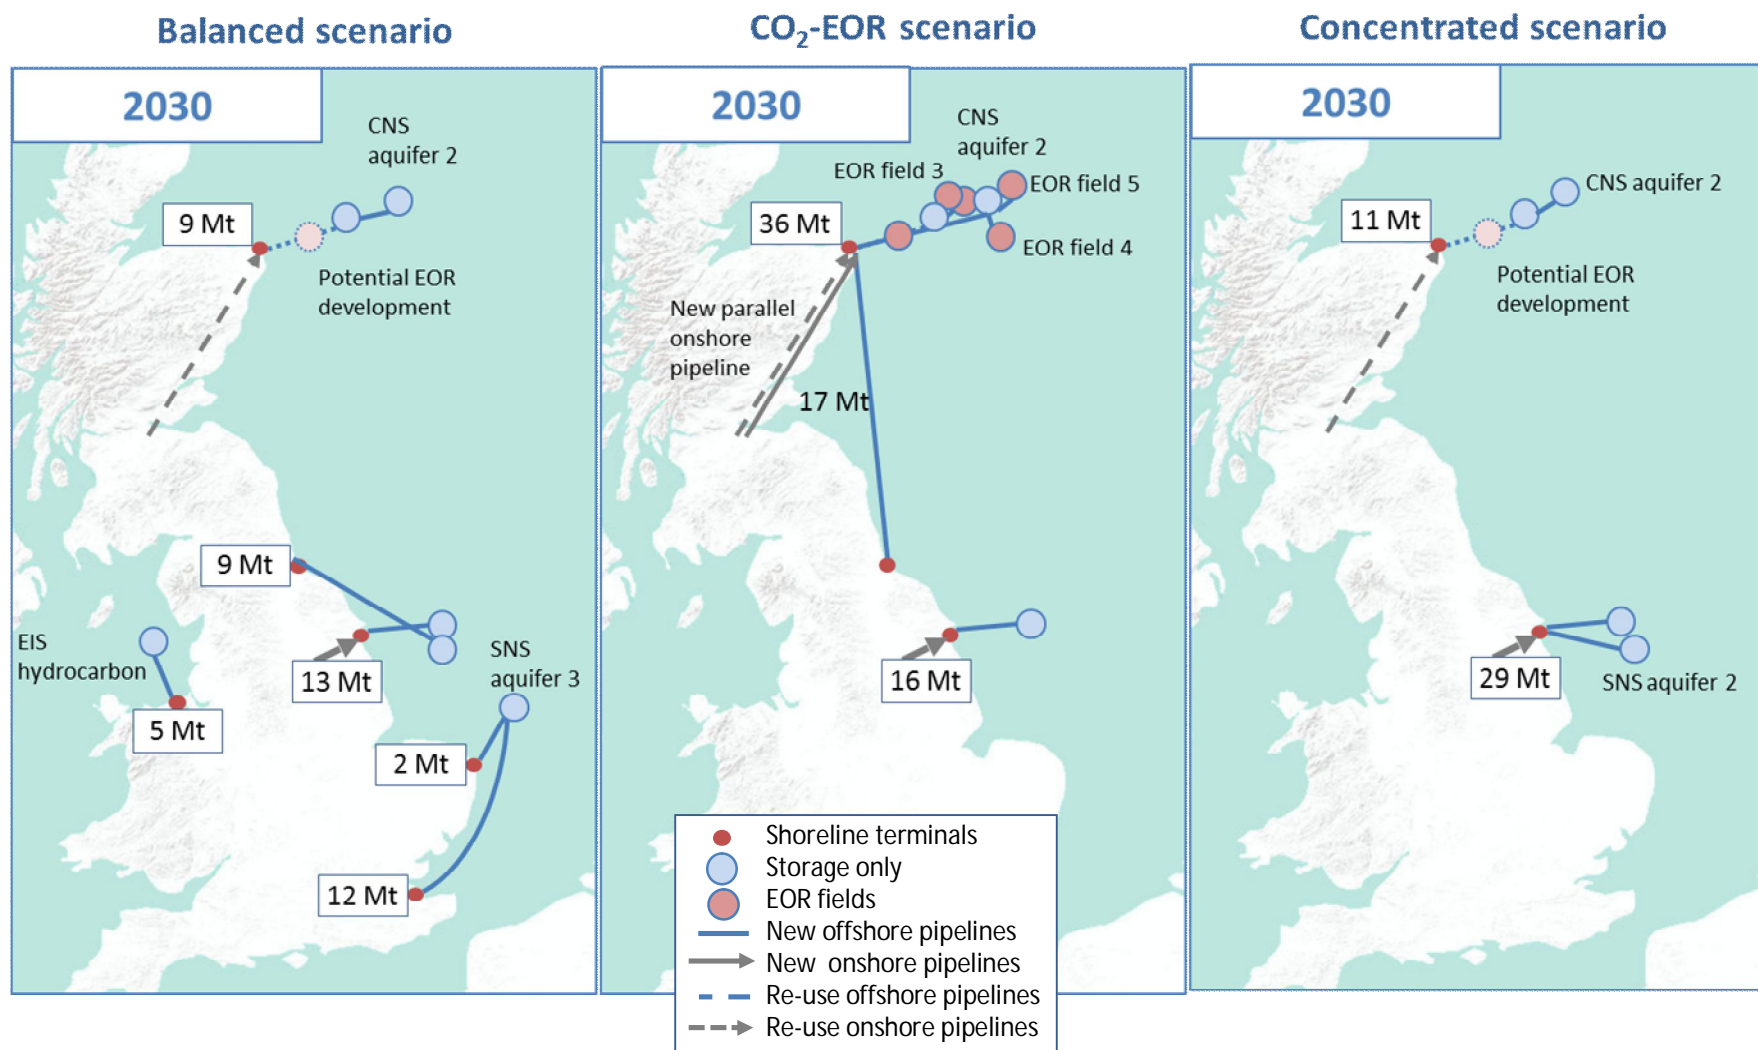 Balanced scenario
CO₂-EOR scenario
Concentrated scenario
2030
CNS
aquifer 2
9 Mt
Potential EOR
development
9 Mt
EIS
hydrocarbon
13 Mt
SNS
aquifer 3
5 Mt
2 Mt
12 Mt
2030
CNS
aquifer 2
EOR field 3
EOR field 5
36 Mt
EOR field 4
New parallel
onshore
pipeline
17 Mt
16 Mt
2030
CNS aquifer 2
11 Mt
Potential EOR
development
29 Mt
SNS aquifer 2
Shoreline terminals
Storage only
EOR fields
New offshore pipelines
New onshore pipelines
Re-use offshore pipelines
Re-use onshore pipelines